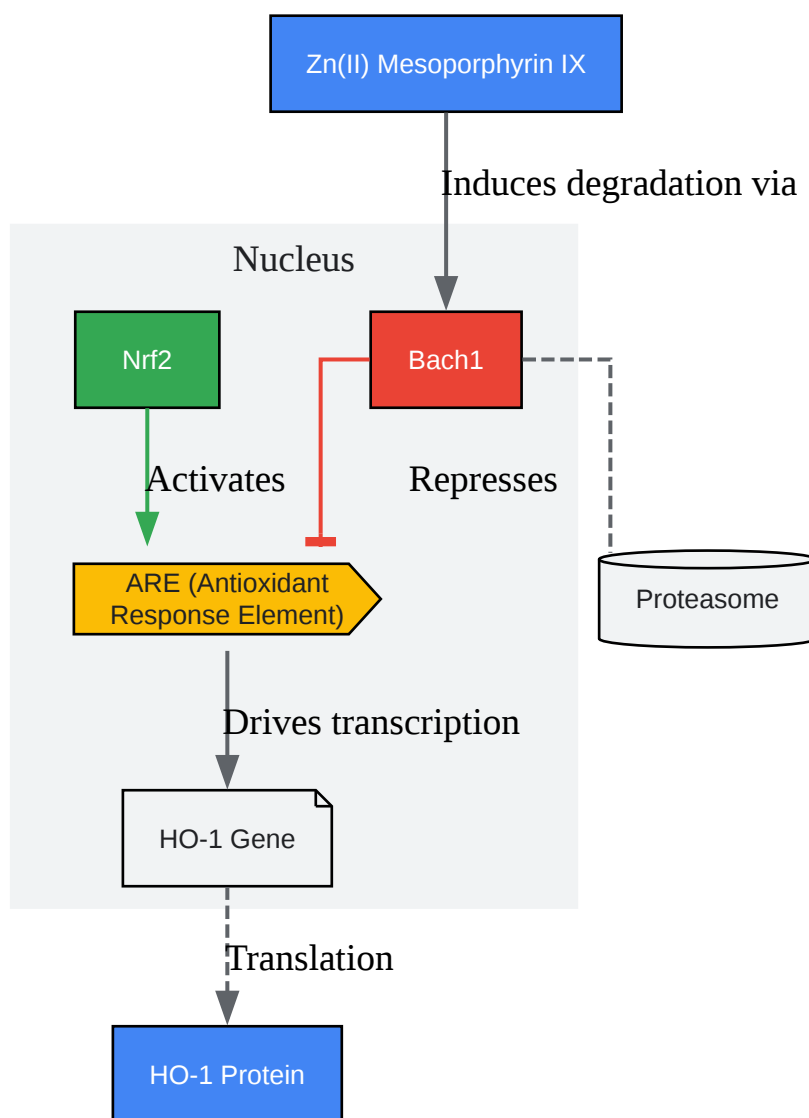 Zn(II) Mesoporphyrin IX
Induces degradation via
Nucleus
Nrf2
Bach1
Activates
Represses
ARE (Antioxidant
Response Element)
Proteasome
Drives transcription
HO-1 Gene
Translation
HO-1 Protein